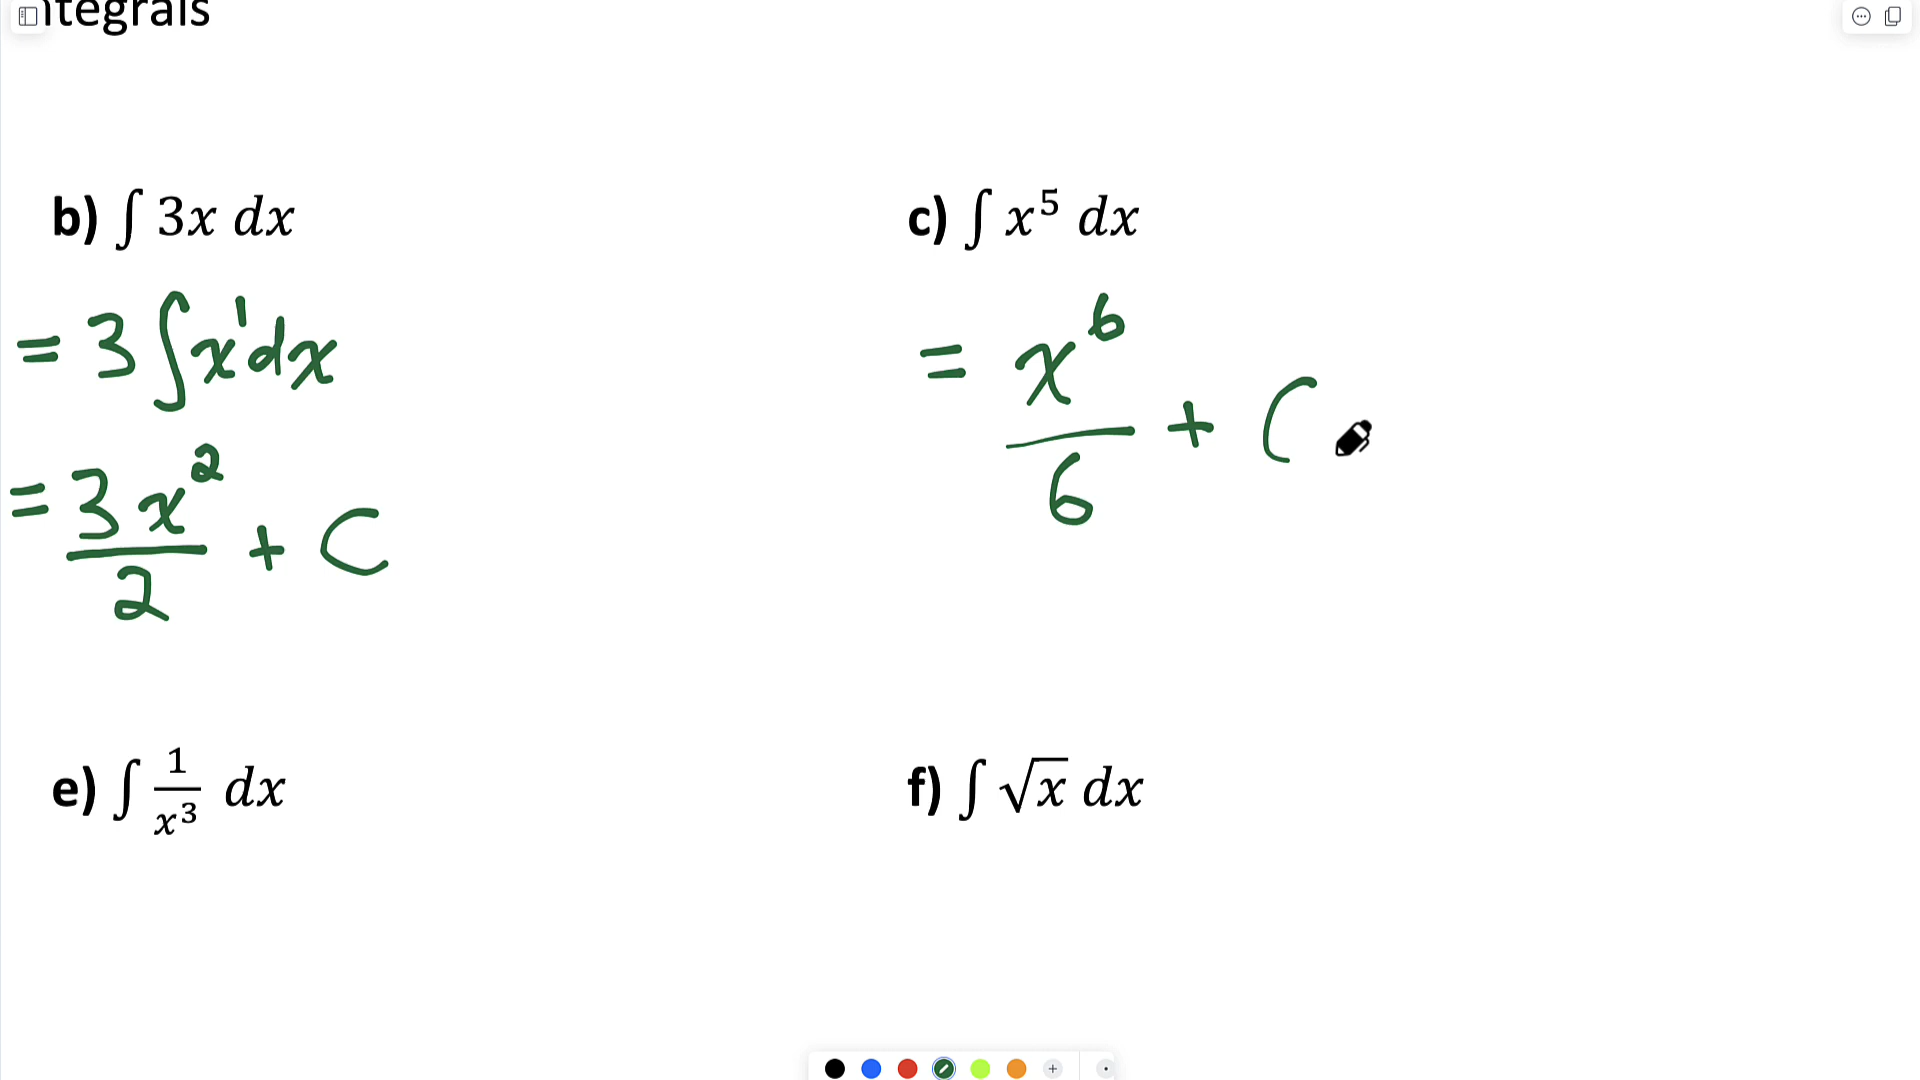 ntegrals
b) ∫ 3x dx
= 3 ∫ x¹ dx
= 3x²/2 + C
c) ∫ x⁵ dx
= x⁶/6 + C
e) ∫ 1/x³ dx
f) ∫ √x dx